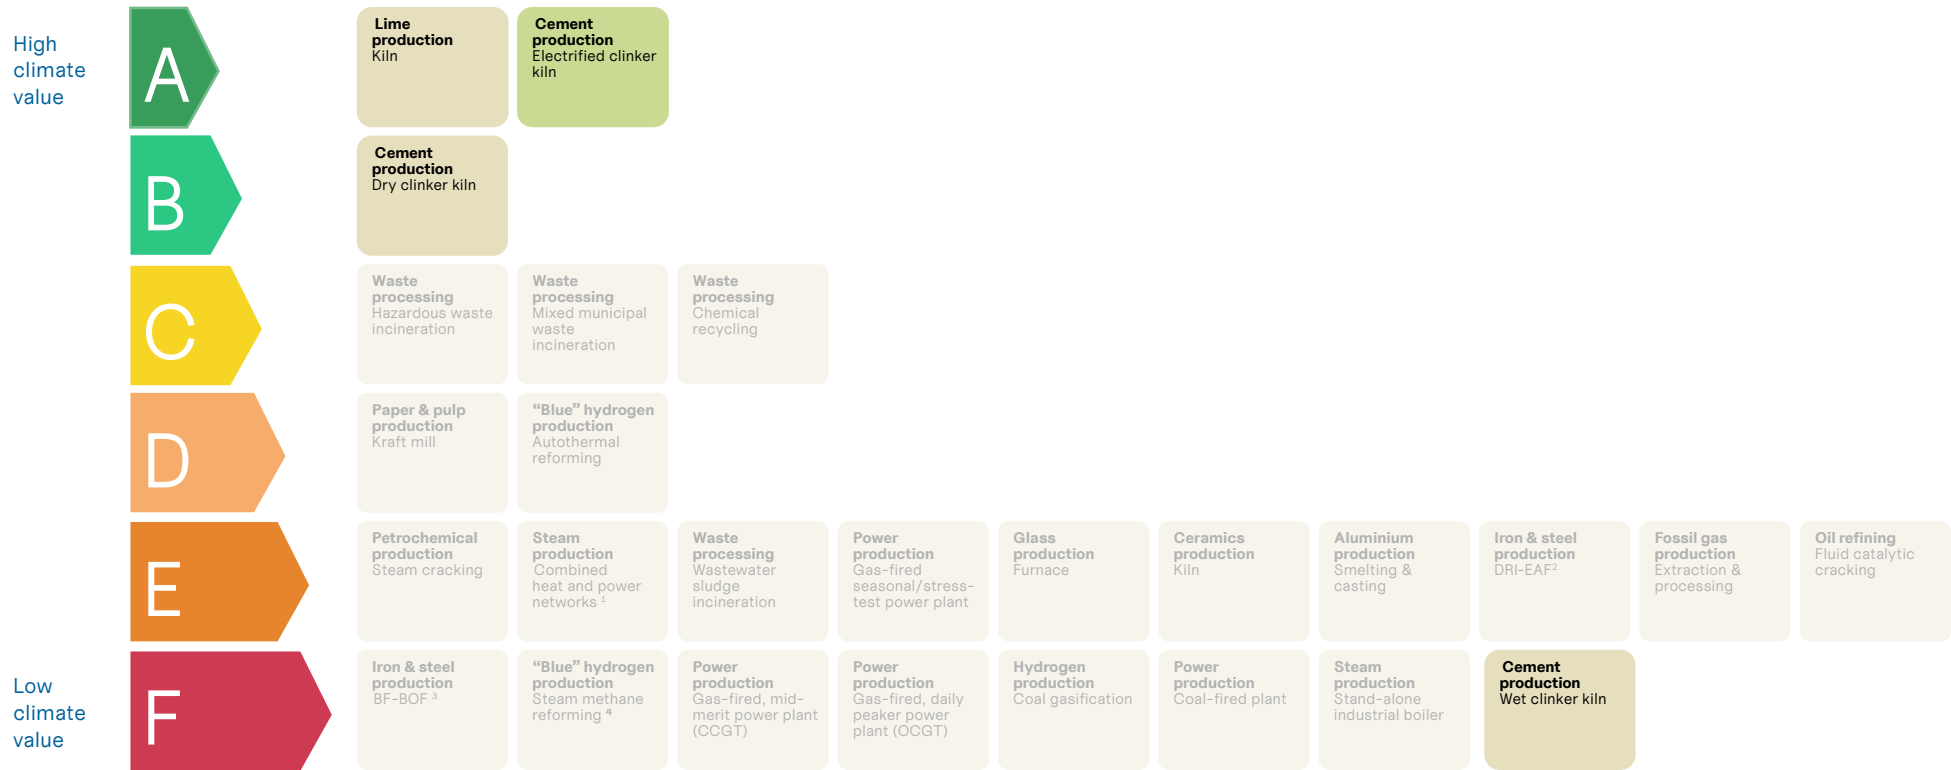 High
climate
value
A
Lime
production
Kiln
Cement
production
Electrified clinker
kiln
B
Cement
production
Dry clinker kiln
C
Waste
processing
Hazardous waste
incineration
Waste
processing
Mixed municipal
waste
incineration
Waste
processing
Chemical
recycling
D
Paper & pulp
production
Kraft mill
“Blue” hydrogen
production
Autothermal
reforming
E
Petrochemical
production
Steam cracking
Steam
production
Combined
heat and power
networks ¹
Waste
processing
Wastewater
sludge
incineration
Power
production
Gas-fired
seasonal/stress-
test power plant
Glass
production
Furnace
Ceramics
production
Kiln
Aluminium
production
Smelting &
casting
Iron & steel
production
DRI-EAF²
Fossil gas
production
Extraction &
processing
Oil refining
Fluid catalytic
cracking
Low
climate
value
F
Iron & steel
production
BF-BOF ³
“Blue” hydrogen
production
Steam methane
reforming ⁴
Power
production
Gas-fired, mid-
merit power plant
(CCGT)
Power
production
Gas-fired, daily
peaker power
plant (OCGT)
Hydrogen
production
Coal gasification
Power
production
Coal-fired plant
Steam
production
Stand-alone
industrial boiler
Cement
production
Wet clinker kiln